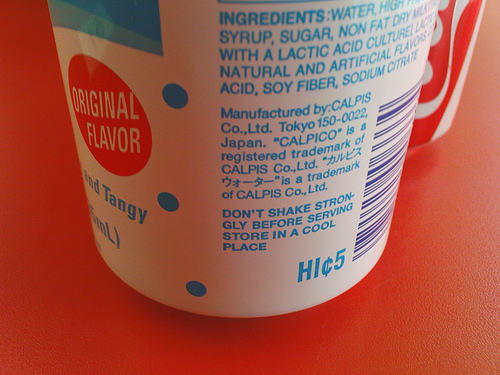 ORIGINAL
FLAVOR
and Tangy
mL)
INGREDIENTS: WATER, HIGH
SYRUP, SUGAR, NON FAT DRY MILK
WITH A LACTIC ACID CULTURE
NATURAL AND ARTIFICIAL FLAVORS
ACID, SOY FIBER, SODIUM CITRATE
Manufactured by:CALPIS
Co.,Ltd. Tokyo 150-0022,
Japan. "CALPICO" is a
registered trademark of
CALPIS Co.,Ltd. "カルピス
ウォーター" is a trademark
of CALPIS Co., Ltd.
DON'T SHAKE STRON-
GLY BEFORE SERVING
STORE IN A COOL
PLACE
HI¢5